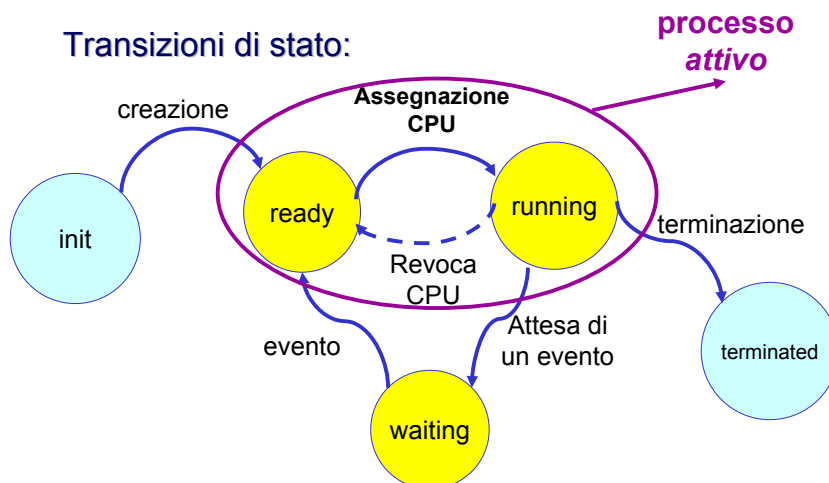 Transizioni di stato:
processo
attivo
creazione
Assegnazione
CPU
init
ready
running
terminazione
Revoca
CPU
evento
Attesa di
un evento
terminated
waiting